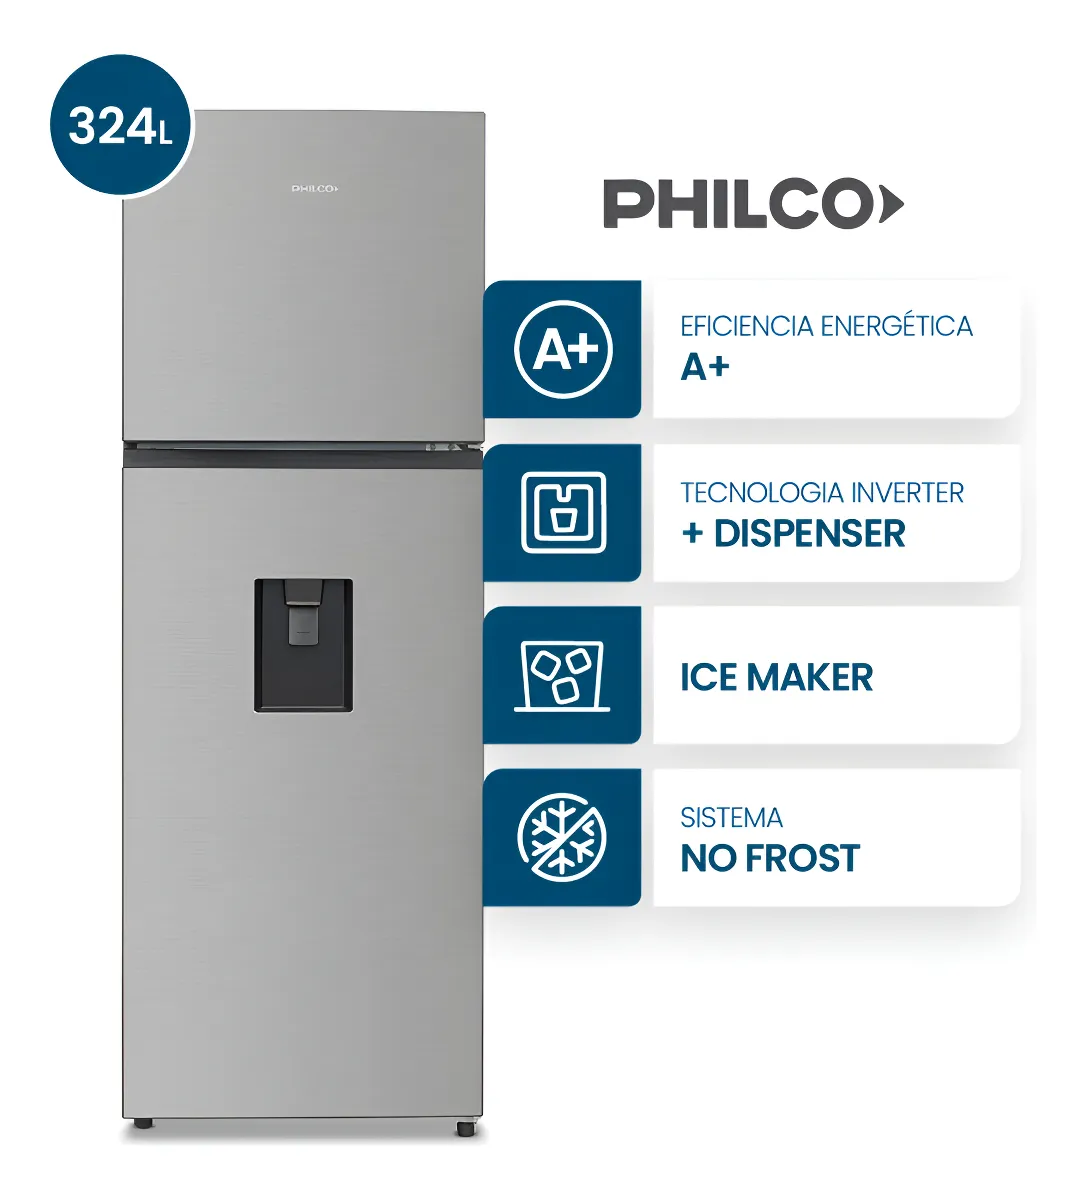 324L
PHILCO
PHILCO
A+
EFICIENCIA ENERGÉTICA
A+
TECNOLOGIA INVERTER
+ DISPENSER
ICE MAKER
SISTEMA
NO FROST